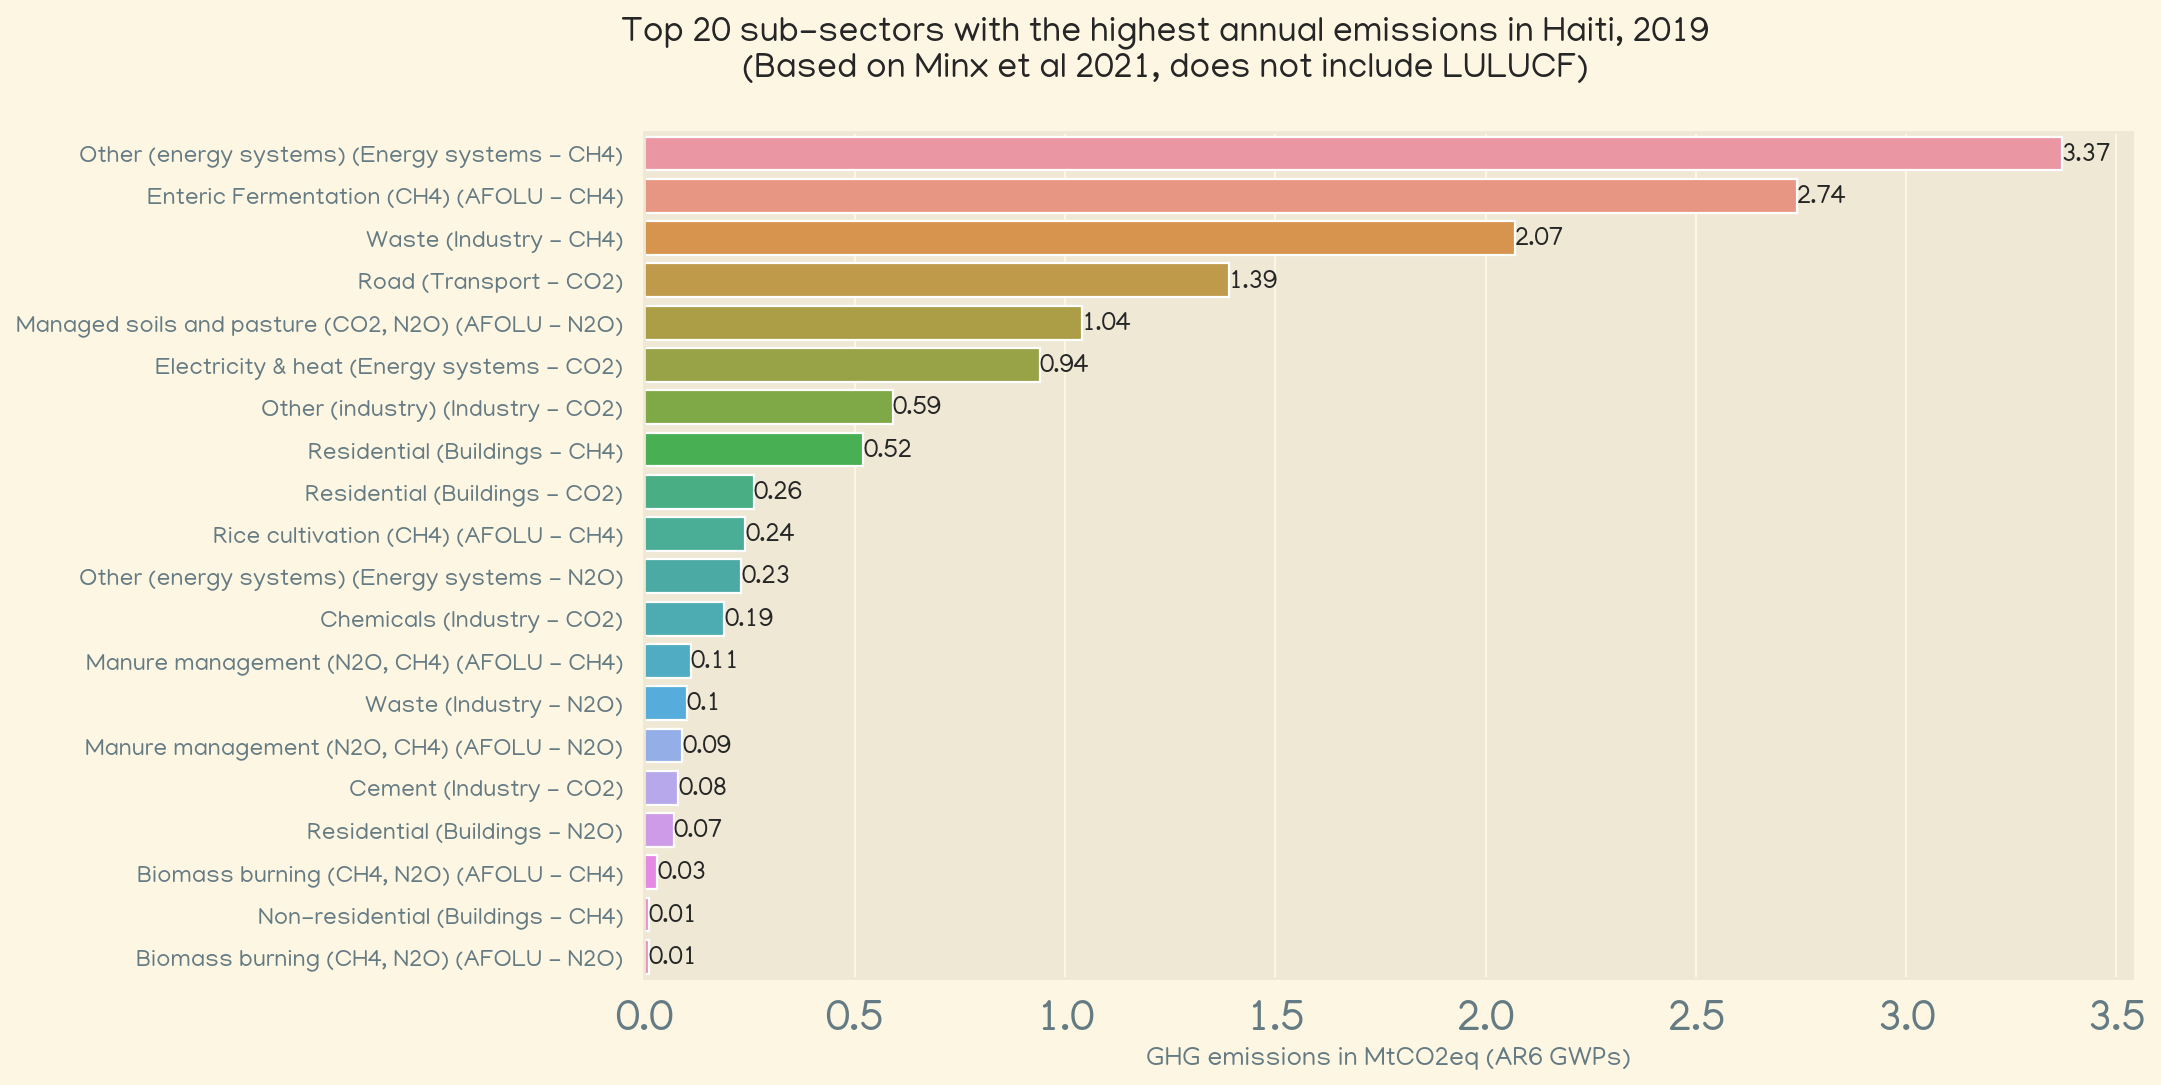 Top 20 sub-sectors with the highest annual emissions in Haiti, 2019
(Based on Minx et al 2021, does not include LULUCF)
Other (energy systems) (Energy systems - CH4) 3.37
Enteric Fermentation (CH4) (AFOLU - CH4) 2.74
Waste (Industry - CH4) 2.07
Road (Transport - CO2) 1.39
Managed soils and pasture (CO2, N2O) (AFOLU - N2O) 1.04
Electricity & heat (Energy systems - CO2) 0.94
Other (industry) (Industry - CO2) 0.59
Residential (Buildings - CH4) 0.52
Residential (Buildings - CO2) 0.26
Rice cultivation (CH4) (AFOLU - CH4) 0.24
Other (energy systems) (Energy systems - N2O) 0.23
Chemicals (Industry - CO2) 0.19
Manure management (N2O, CH4) (AFOLU - CH4) 0.11
Waste (Industry - N2O) 0.1
Manure management (N2O, CH4) (AFOLU - N2O) 0.09
Cement (Industry - CO2) 0.08
Residential (Buildings - N2O) 0.07
Biomass burning (CH4, N2O) (AFOLU - CH4) 0.03
Non-residential (Buildings - CH4) 0.01
Biomass burning (CH4, N2O) (AFOLU - N2O) 0.01
0.0 0.5 1.0 1.5 2.0 2.5 3.0 3.5
GHG emissions in MtCO2eq (AR6 GWPs)